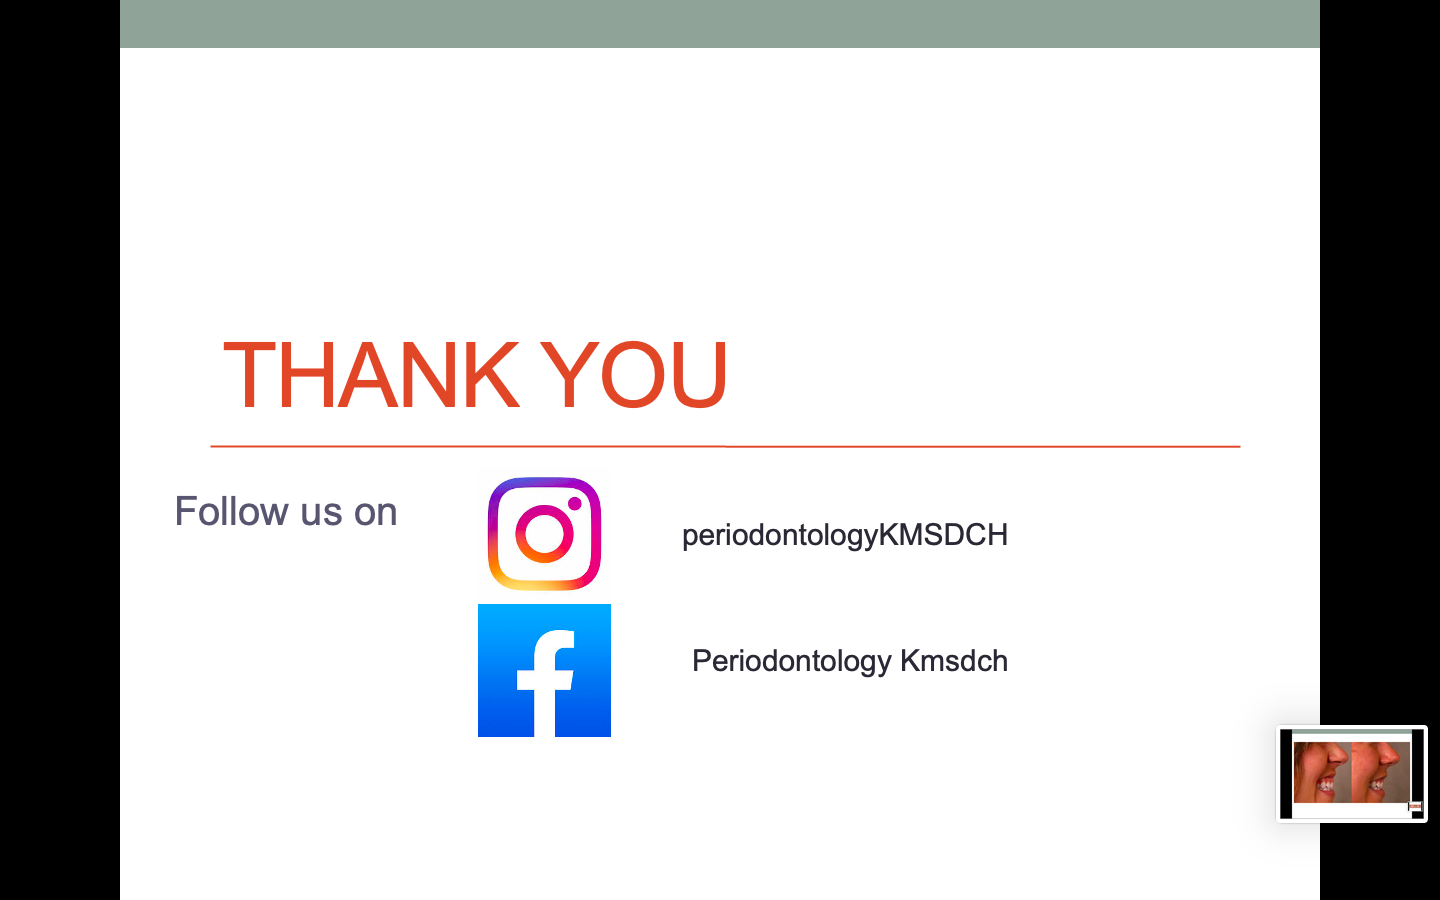 THANK YOU
Follow us on
periodontologyKMSDCH
Periodontology Kmsdch